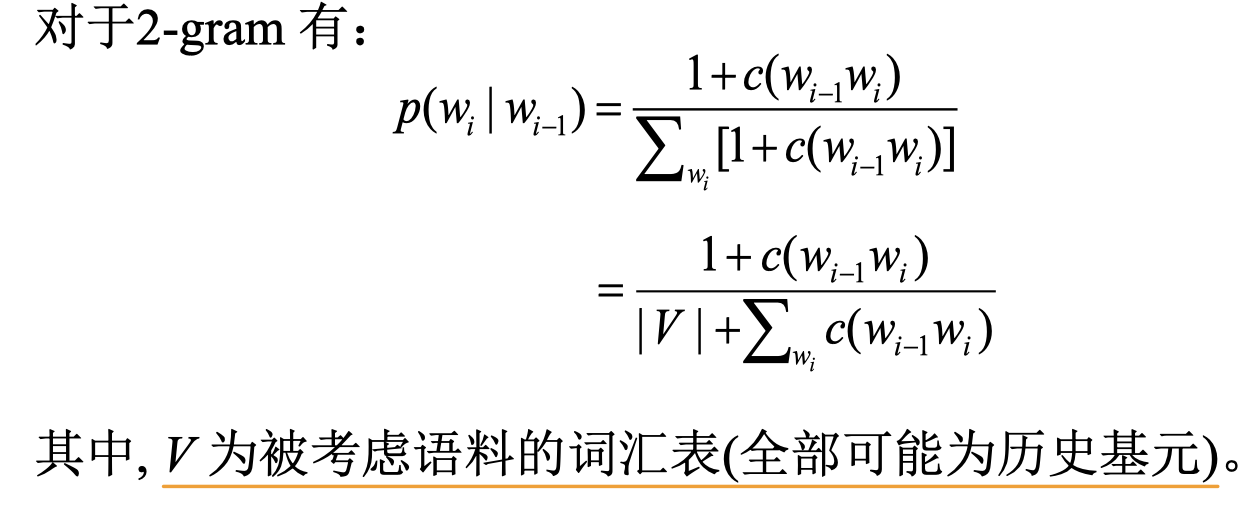 对于2-gram 有：
p(w_i | w_{i-1}) = \frac{1+c(w_{i-1}w_i)}{\sum_{w_i}[1+c(w_{i-1}w_i)]}
= \frac{1+c(w_{i-1}w_i)}{|V|+\sum_{w_i}c(w_{i-1}w_i)}
其中, V 为被考虑语料的词汇表(全部可能为历史基元)。